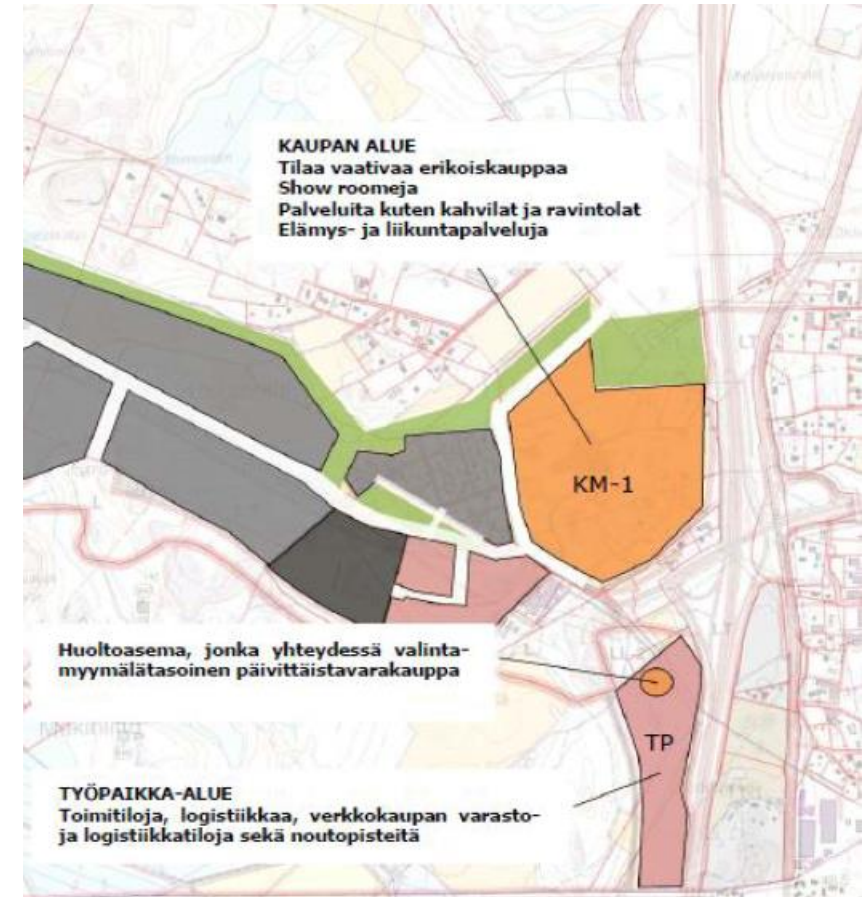 KAUPAN ALUE
Tilaa vaativaa erikoiskauppaa
Show roomeja
Palveluita kuten kahvilat ja ravintolat
Elämys- ja liikuntapalveluja
LT
KM-1
Huoltoasema, jonka yhteydessä valinta-
myymälätasoinen päivittäistavarakauppa
TP
TYÖPAIKKA-ALUE
Toimitiloja, logistiikkaa, verkkokaupan varasto-
ja logistiikkatiloja sekä noutopisteitä